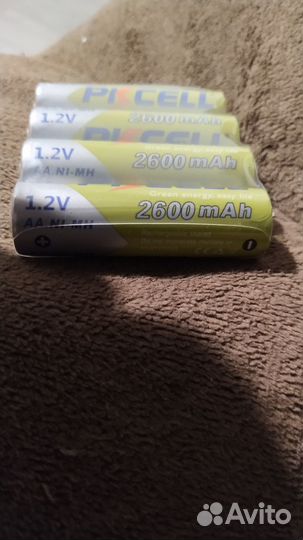 PKCELL
1.2V 2600 mAh
PKCELL
1.2V 2600 mAh
AA NI-MH
Green energy, easy life
1.2V 2600 mAh
AA NI-MH
Avito